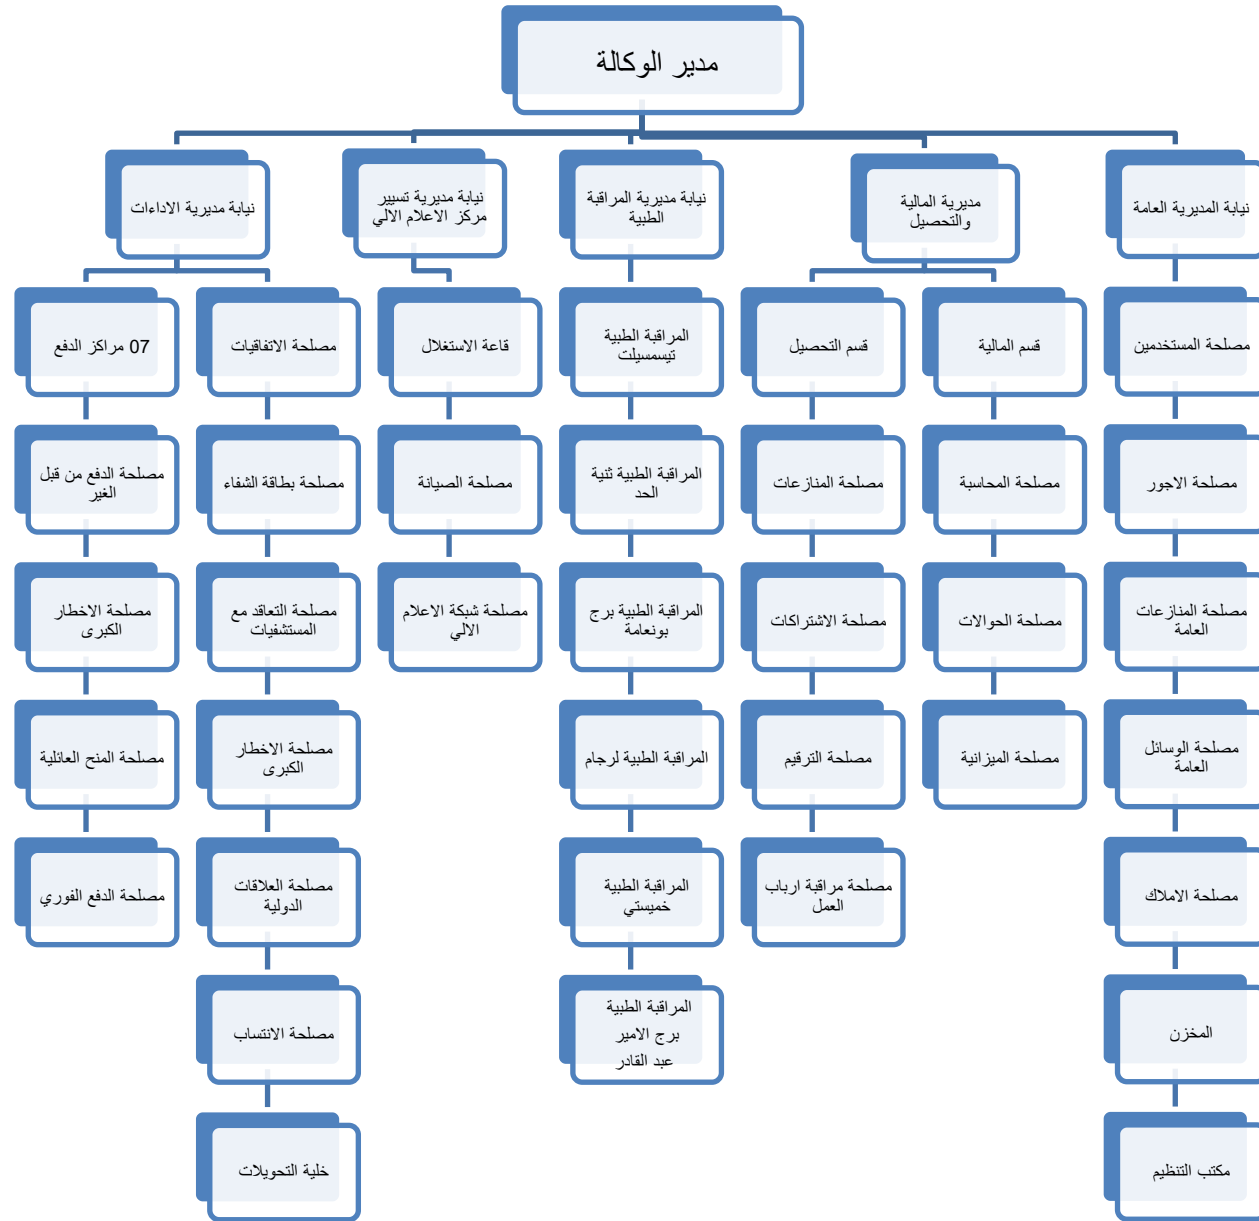 مدير الوكالة
نيابة المديرية العامة
مديرية المالية
والتحصيل
نيابة مديرية المراقبة
الطبية
نيابة مديرية تسيير
مركز الاعلام الالي
نيابة مديرية الاداءات
مصلحة المستخدمين
قسم المالية
قسم التحصيل
المراقبة الطبية
تيسمسيلت
قاعة الاستغلال
مصلحة الاتفاقيات
07 مراكز الدفع
مصلحة الاجور
مصلحة المحاسبة
مصلحة المنازعات
المراقبة الطبية ثنية
الحد
مصلحة الصيانة
مصلحة بطاقة الشفاء
مصلحة الدفع من قبل
الغير
مصلحة المنازعات
العامة
مصلحة الحوالات
مصلحة الاشتراكات
المراقبة الطبية برج
بونعامة
مصلحة شبكة الاعلام
الالي
مصلحة التعاقد مع
المستشفيات
مصلحة الاخطار
الكبرى
مصلحة الوسائل
العامة
مصلحة الميزانية
مصلحة الترقيم
المراقبة الطبية لرجام
مصلحة الاخطار
الكبرى
مصلحة المنح العائلية
مصلحة الاملاك
مصلحة مراقبة ارباب
العمل
المراقبة الطبية
خميستي
مصلحة العلاقات
الدولية
مصلحة الدفع الفوري
المخزن
المراقبة الطبية
برج الامير
عبد القادر
مصلحة الانتساب
مكتب التنظيم
خلية التحويلات